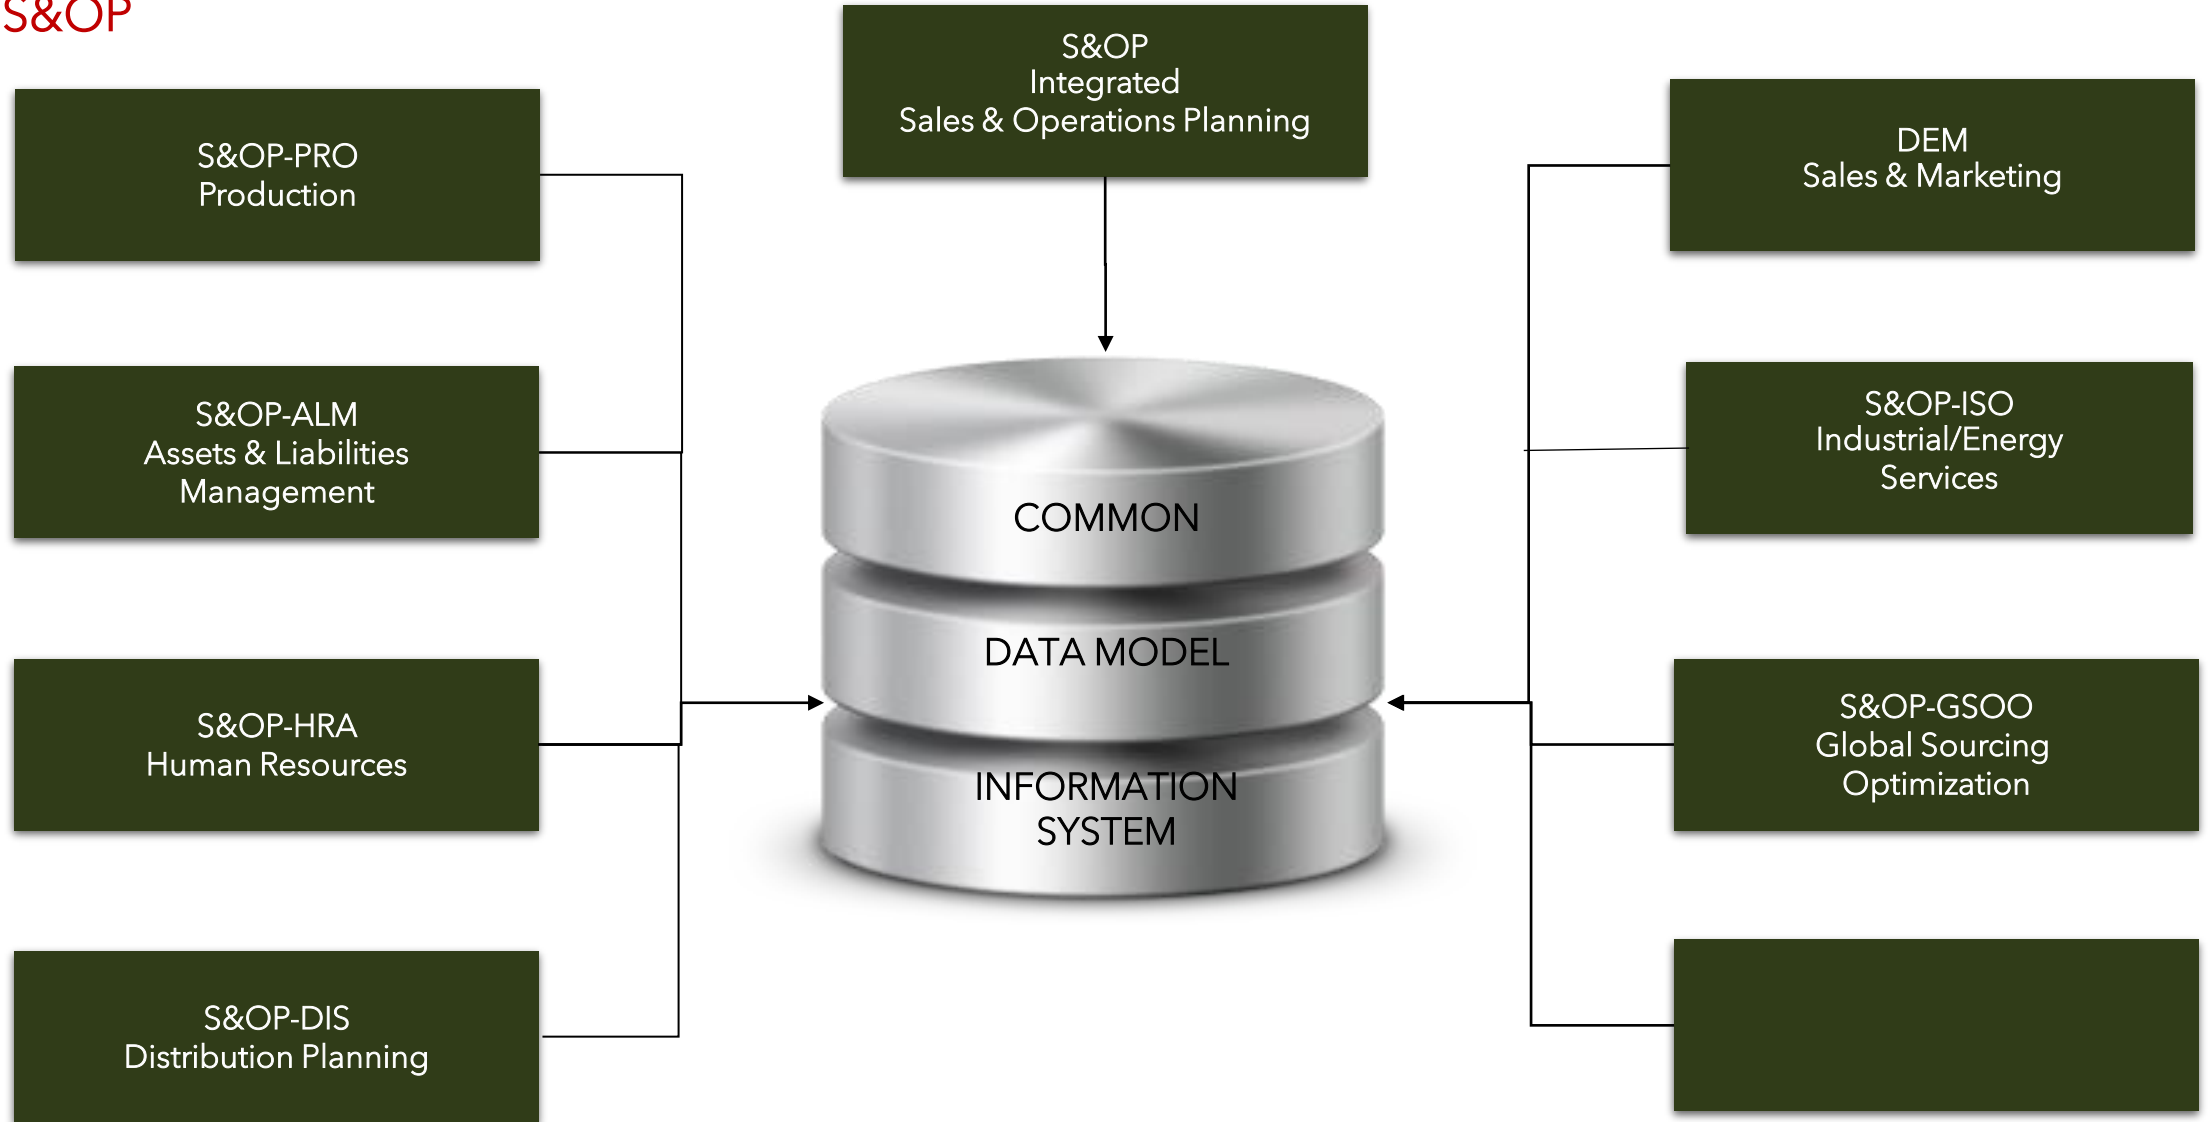 S&OP
S&OP
Integrated
Sales & Operations Planning
S&OP-PRO
Production
DEM
Sales & Marketing
S&OP-ALM
Assets & Liabilities
Management
S&OP-ISO
Industrial/Energy
Services
COMMON
DATA MODEL
INFORMATION
SYSTEM
S&OP-HRA
Human Resources
S&OP-GSOO
Global Sourcing
Optimization
S&OP-DIS
Distribution Planning